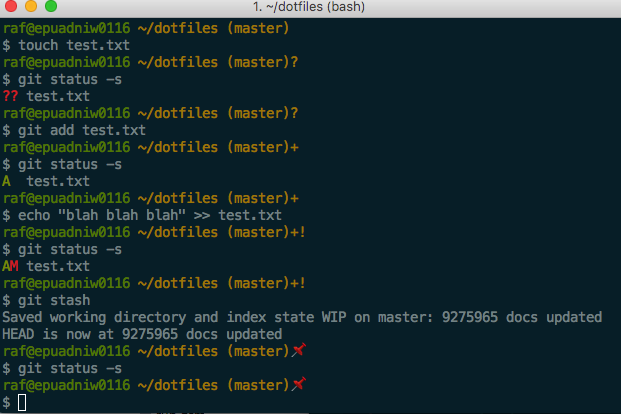 1. ~/dotfiles (bash)
raf@epuadniw0116 ~/dotfiles (master)
$ touch test.txt
raf@epuadniw0116 ~/dotfiles (master)?
$ git status -s
?? test.txt
raf@epuadniw0116 ~/dotfiles (master)?
$ git add test.txt
raf@epuadniw0116 ~/dotfiles (master)+
$ git status -s
A  test.txt
raf@epuadniw0116 ~/dotfiles (master)+
$ echo "blah blah blah" >> test.txt
raf@epuadniw0116 ~/dotfiles (master)+!
$ git status -s
AM test.txt
raf@epuadniw0116 ~/dotfiles (master)+!
$ git stash
Saved working directory and index state WIP on master: 9275965 docs updated
HEAD is now at 9275965 docs updated
raf@epuadniw0116 ~/dotfiles (master)📌
$ git status -s
raf@epuadniw0116 ~/dotfiles (master)📌
$